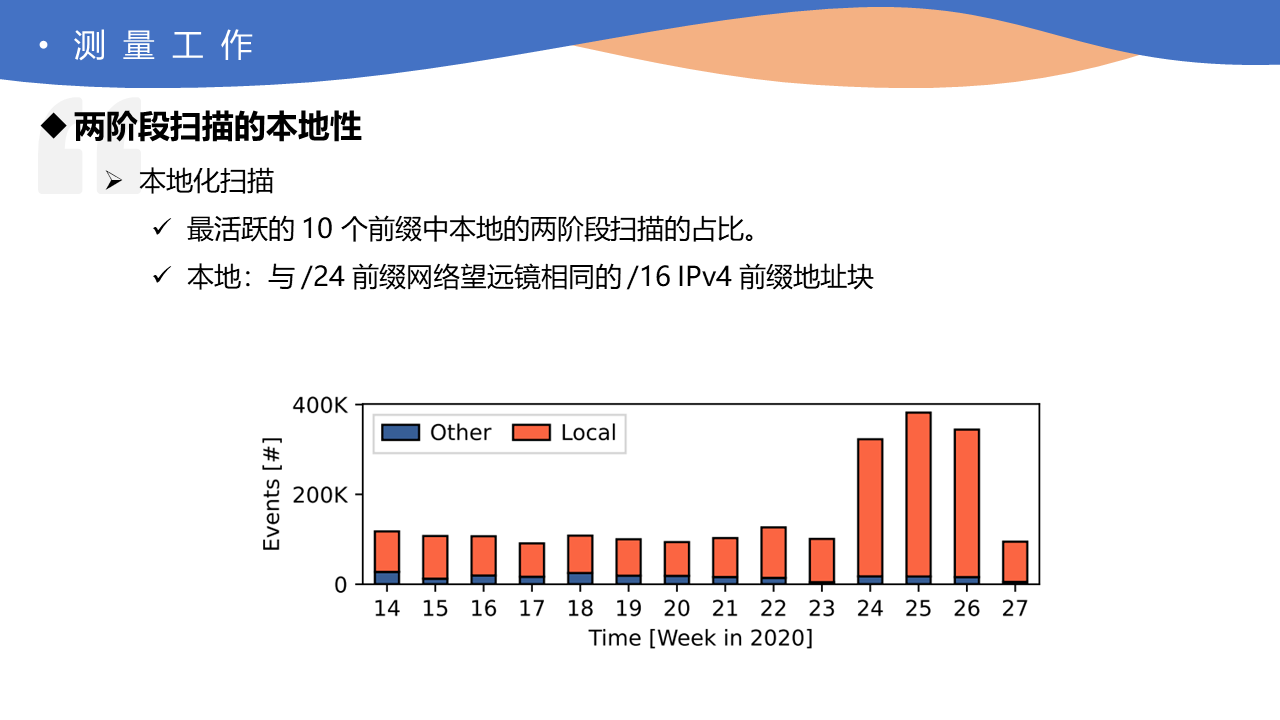 • 测量工作
◆ 两阶段扫描的本地性
➢ 本地化扫描
✓ 最活跃的 10 个前缀中本地的两阶段扫描的占比。
✓ 本地：与 /24 前缀网络望远镜相同的 /16 IPv4 前缀地址块
400K
200K
0
Events [#]
Other Local
14 15 16 17 18 19 20 21 22 23 24 25 26 27
Time [Week in 2020]